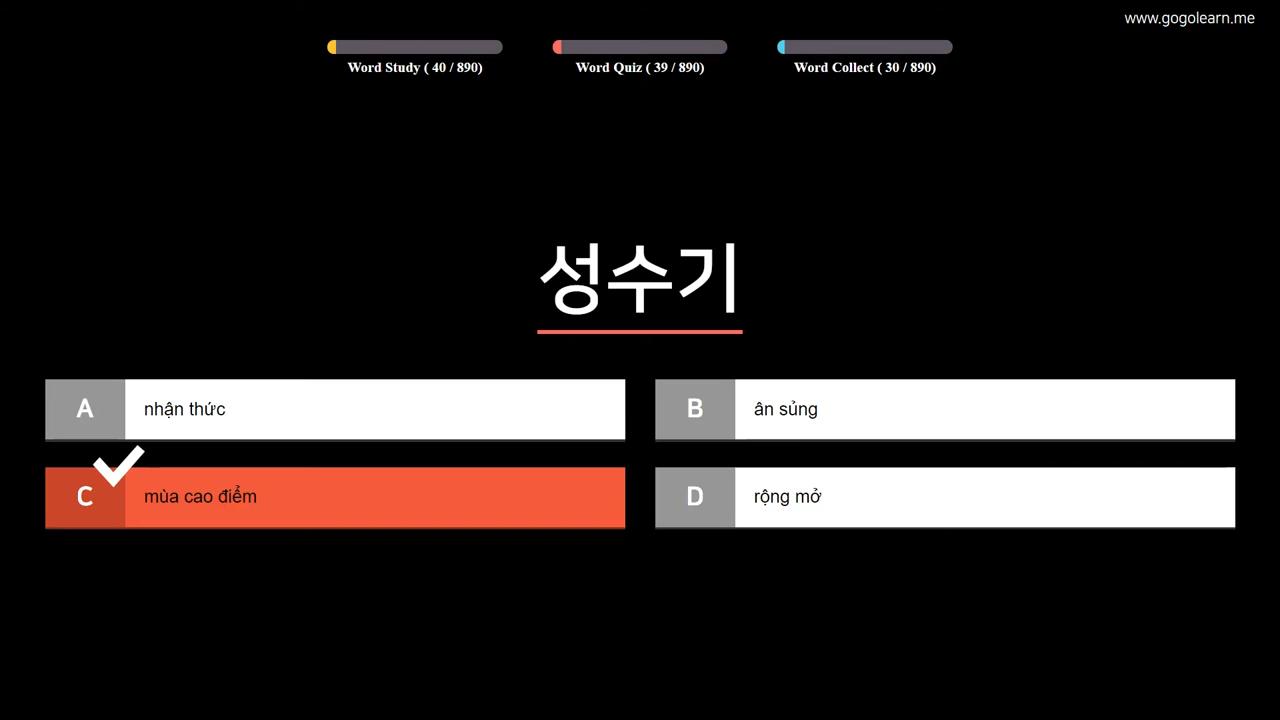 www.gogolearn.me
Word Study ( 40 / 890)
Word Quiz ( 39 / 890)
Word Collect ( 30 / 890)
성수기
A nhận thức
B ân sủng
C mùa cao điểm
D rộng mở